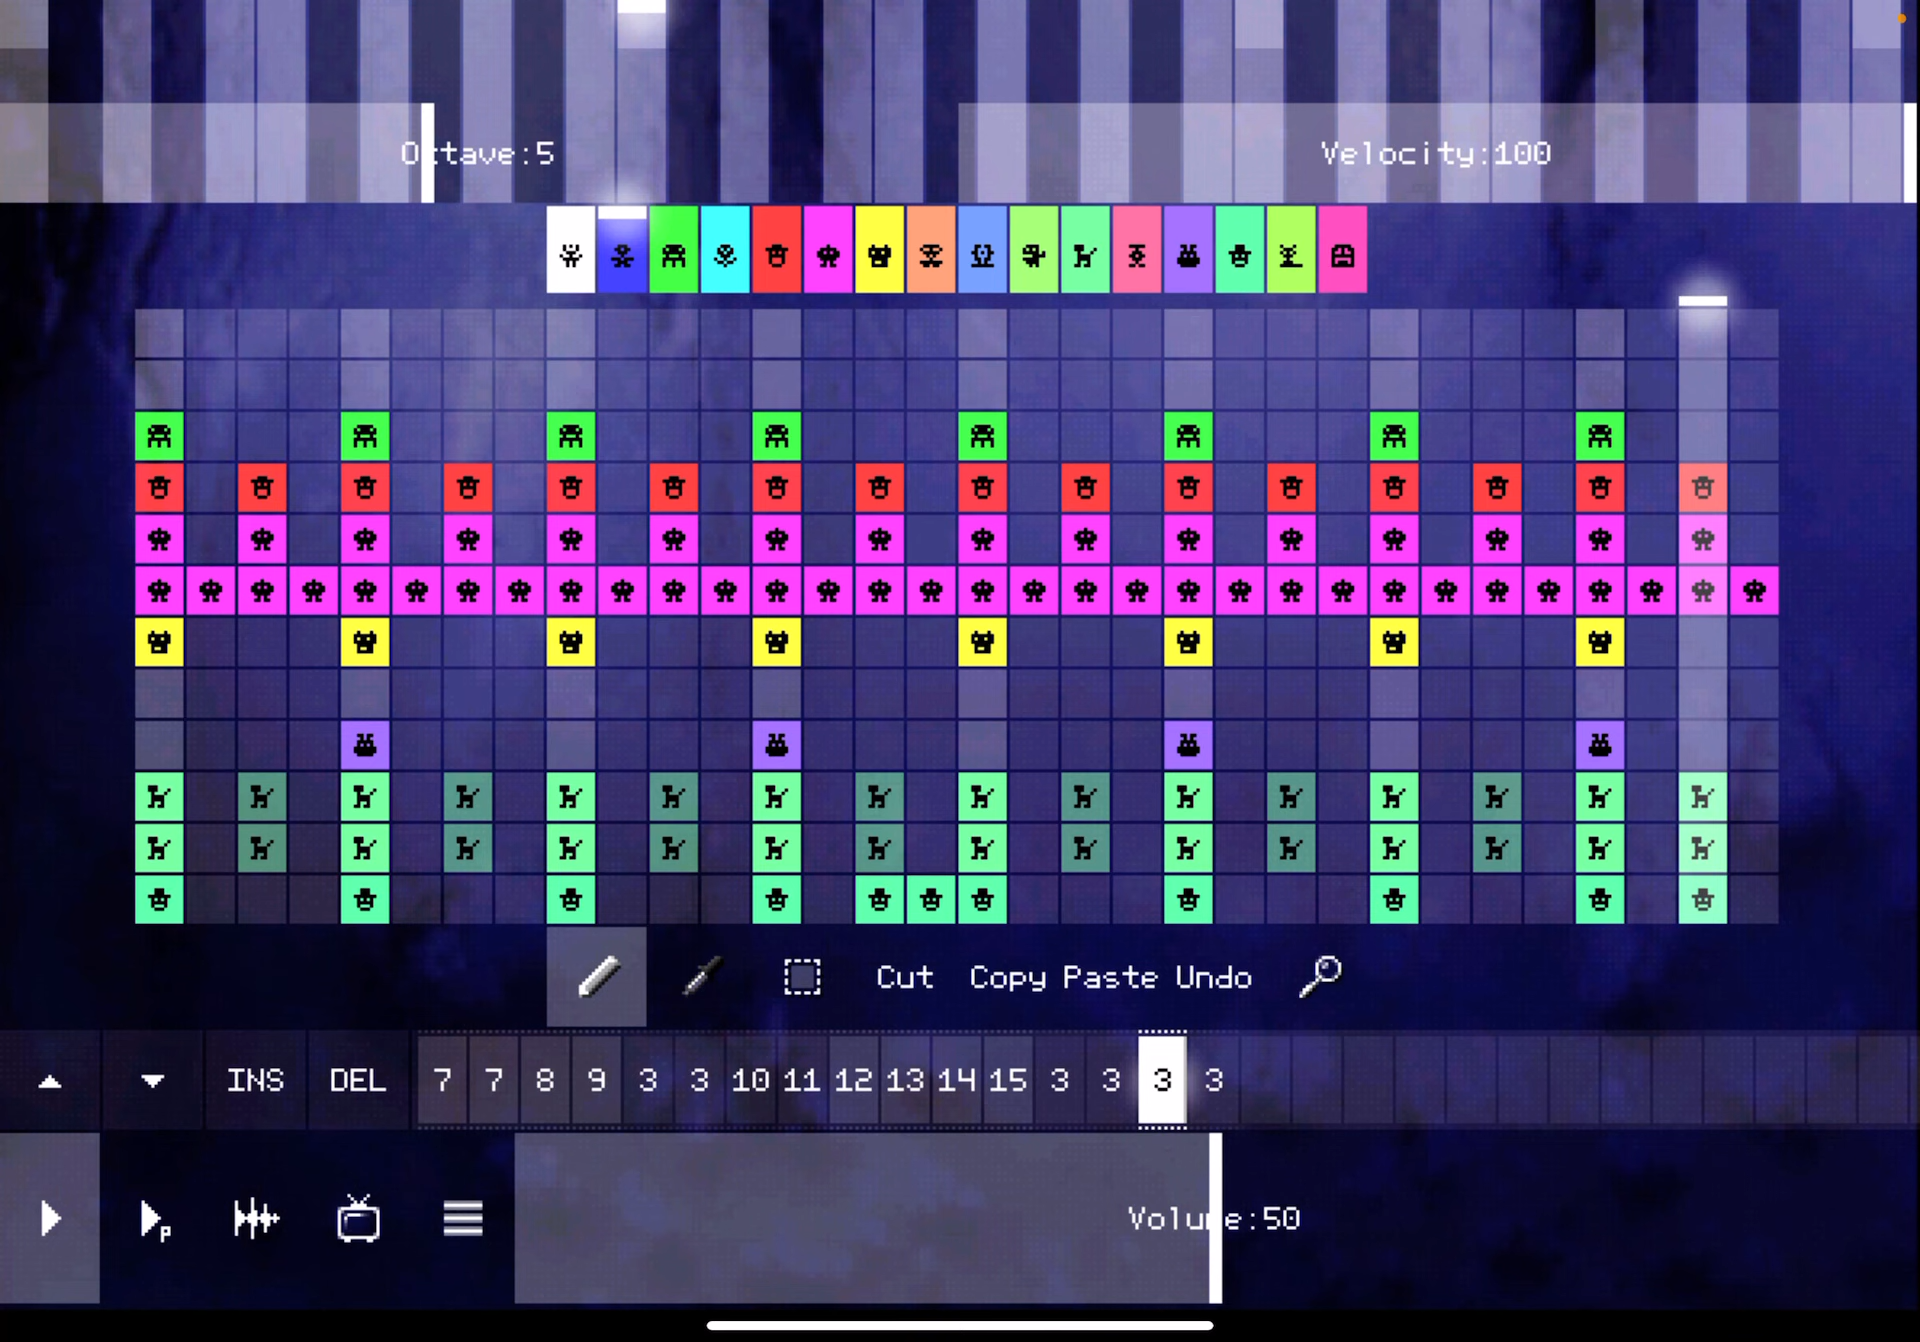 Octave:5 Velocity:100
Cut Copy Paste Undo
INS DEL 7 7 8 9 3 3 10 11 12 13 14 15 3 3 3 3
P
Volume:50